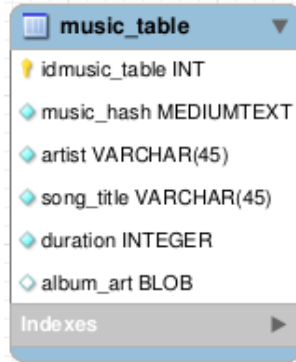 music_table
idmusic_table INT
music_hash MEDIUMTEXT
artist VARCHAR(45)
song_title VARCHAR(45)
duration INTEGER
album_art BLOB
Indexes